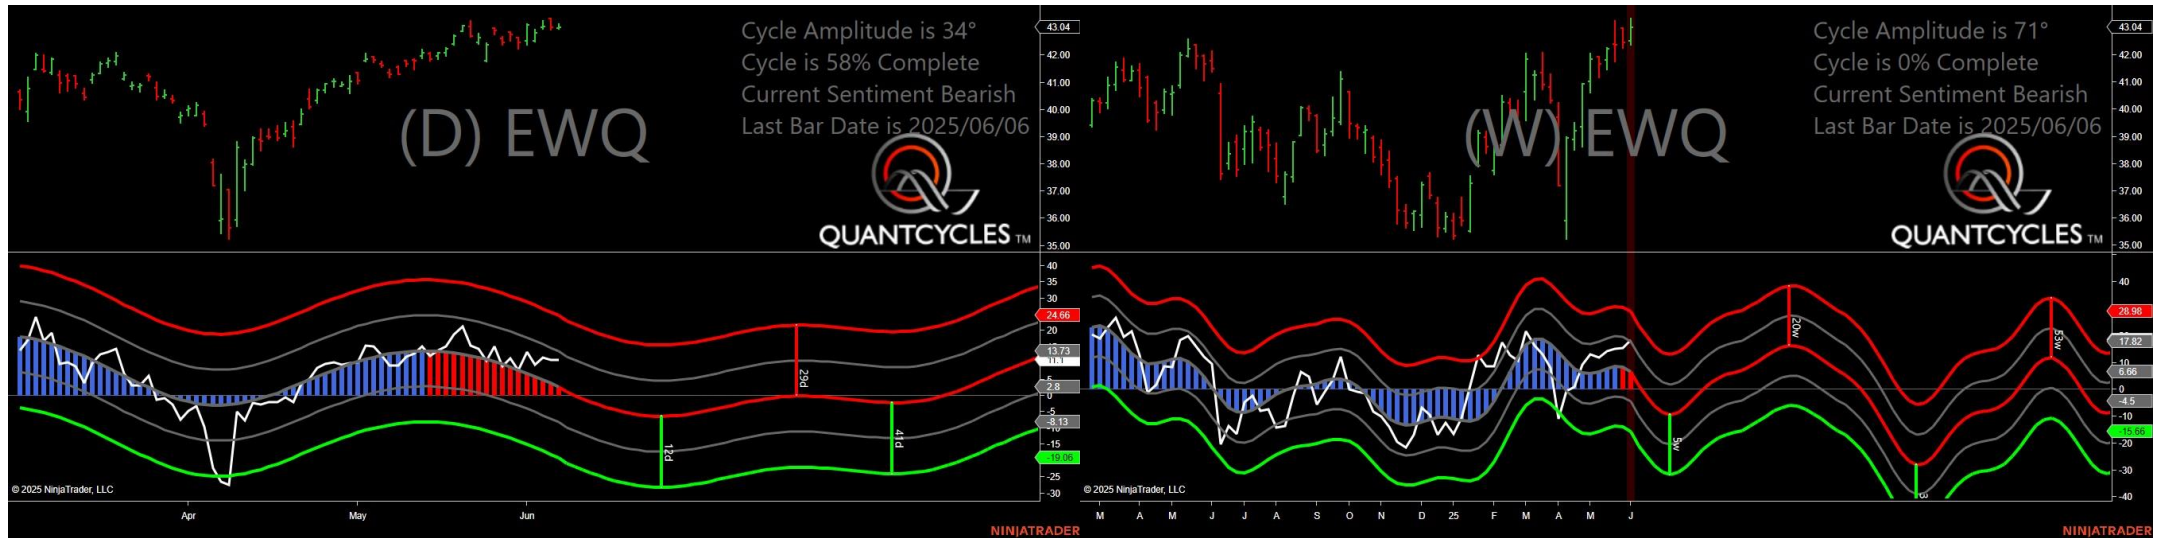 Cycle Amplitude is 34°
Cycle is 58% Complete
Current Sentiment Bearish
Last Bar Date is 2025/06/06
(D) EWQ
QUANTCYCLES TM
43.04
42.00
41.00
40.00
39.00
38.00
37.00
36.00
35.00
40
35
30
24.66
20
13.73
11.1
5
2.8
0
-5
-8.13
-15
-19.06
-25
-30
29d
12d
41d
© 2025 NinjaTrader, LLC
Apr May Jun
NINJATRADER
Cycle Amplitude is 71°
Cycle is 0% Complete
Current Sentiment Bearish
Last Bar Date is 2025/06/06
(W) EWQ
QUANTCYCLES TM
43.04
42.00
41.00
40.00
39.00
38.00
37.00
36.00
35.00
40
28.98
17.82
10
6.66
0
-4.5
-10
-15.66
-20
-30
-40
20w
53w
5w
© 2025 NinjaTrader, LLC
M A M J J A S O N D 25 F M A M J
NINJATRADER